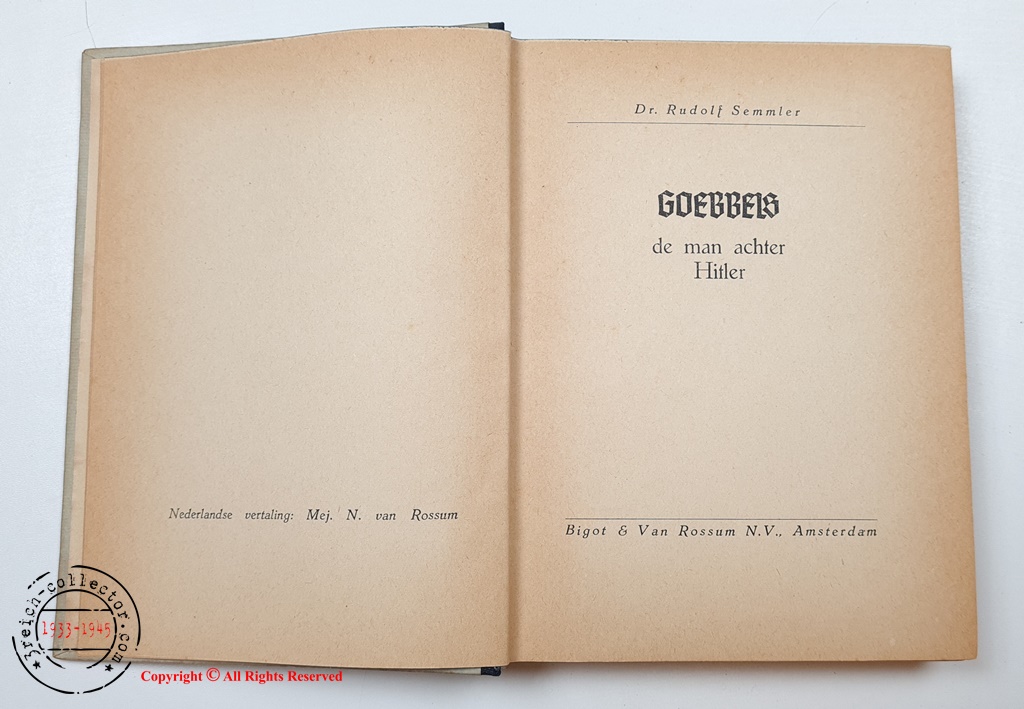 Nederlandse vertaling: Mej. N. van Rossum
Dr. Rudolf Semmler
GOEBBELS
de man achter
Hitler
Bigot & Van Rossum N.V., Amsterdam
3reich-collector.com
1933-1945
Copyright © All Rights Reserved